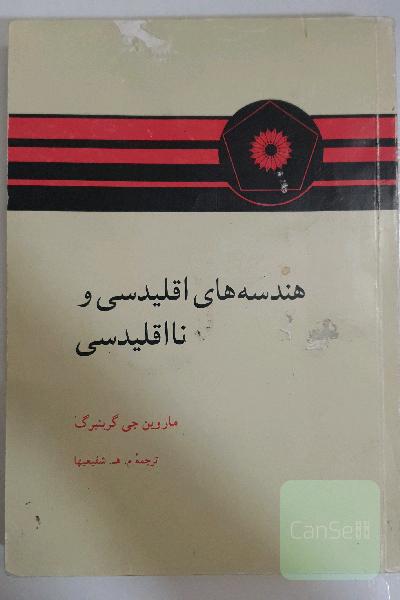 هندسه‌های اقلیدسی و
نااقلیدسی
ماروین جی گرینبرگ
ترجمهٔ م. هـ. شفیعیها
CanSell